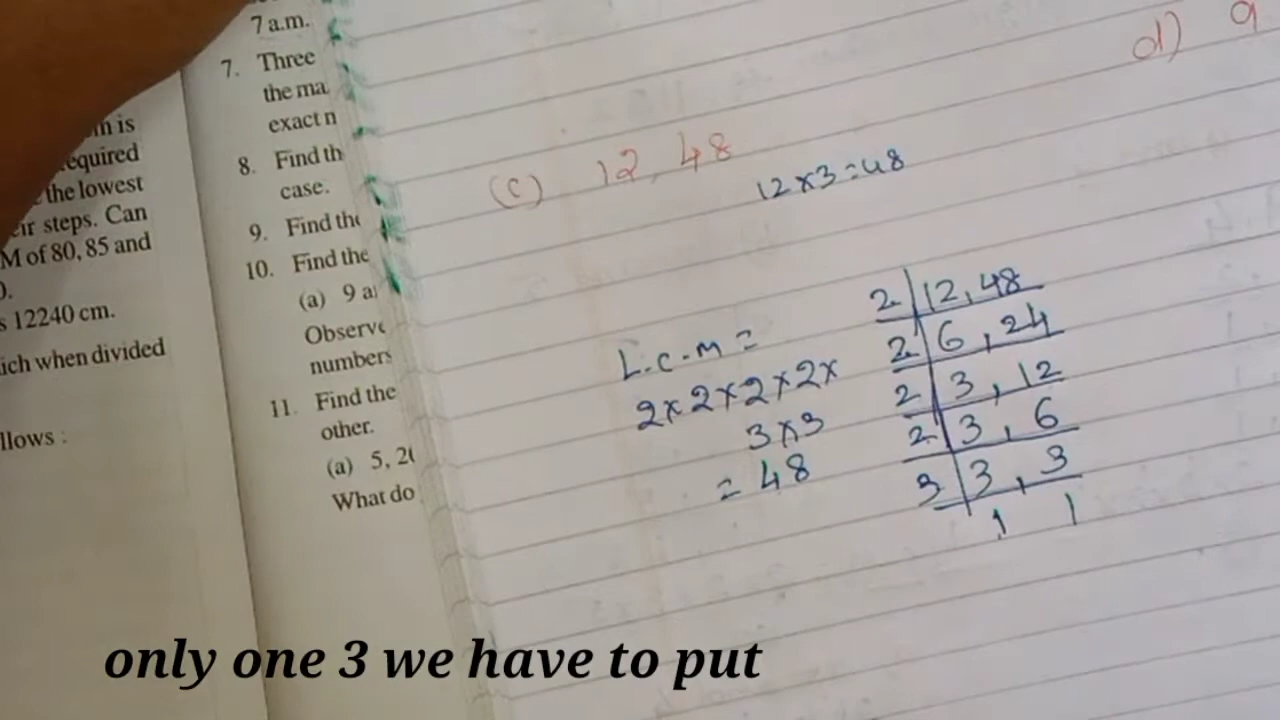 7 a.m.
7. Three
the ma
exact n
8. Find th
case.
9. Find the
10. Find the
(a) 9 a
Observe
numbers
11. Find the
other.
(a) 5, 2
What do
m is
required
the lowest
eir steps. Can
M of 80, 85 and
s 12240 cm.
ich when divided
llows :
d) 9
(c) 12, 48
12 x 3 = 48
2 12, 48
2 6, 24
2 3, 12
2 3, 6
3 3, 3
1 1
L.C.M =
2 x 2 x 2 x 2 x
3 x 3
= 48
only one 3 we have to put